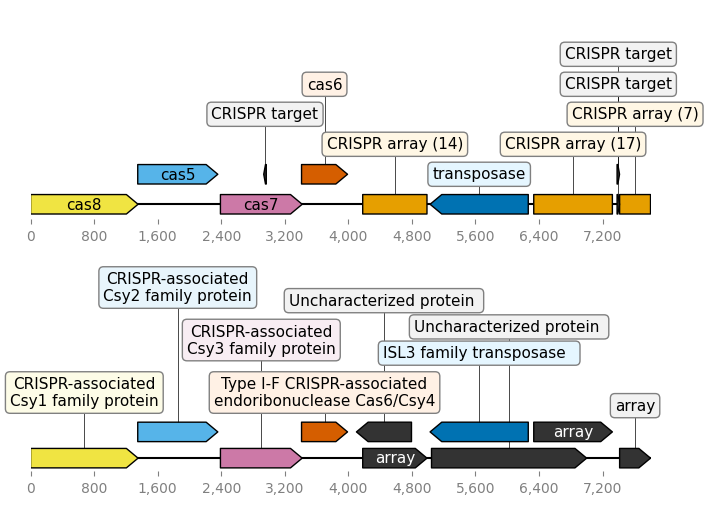 CRISPR target
cas6
CRISPR target
CRISPR target
CRISPR array (7)
CRISPR array (14)
CRISPR array (17)
cas5
transposase
cas8
cas7
0 800 1,600 2,400 3,200 4,000 4,800 5,600 6,400 7,200
CRISPR-associated
Csy2 family protein
Uncharacterized protein
CRISPR-associated
Csy3 family protein
Uncharacterized protein
ISL3 family transposase
CRISPR-associated
Csy1 family protein
Type I-F CRISPR-associated
endoribonuclease Cas6/Csy4
array
array
array
0 800 1,600 2,400 3,200 4,000 4,800 5,600 6,400 7,200